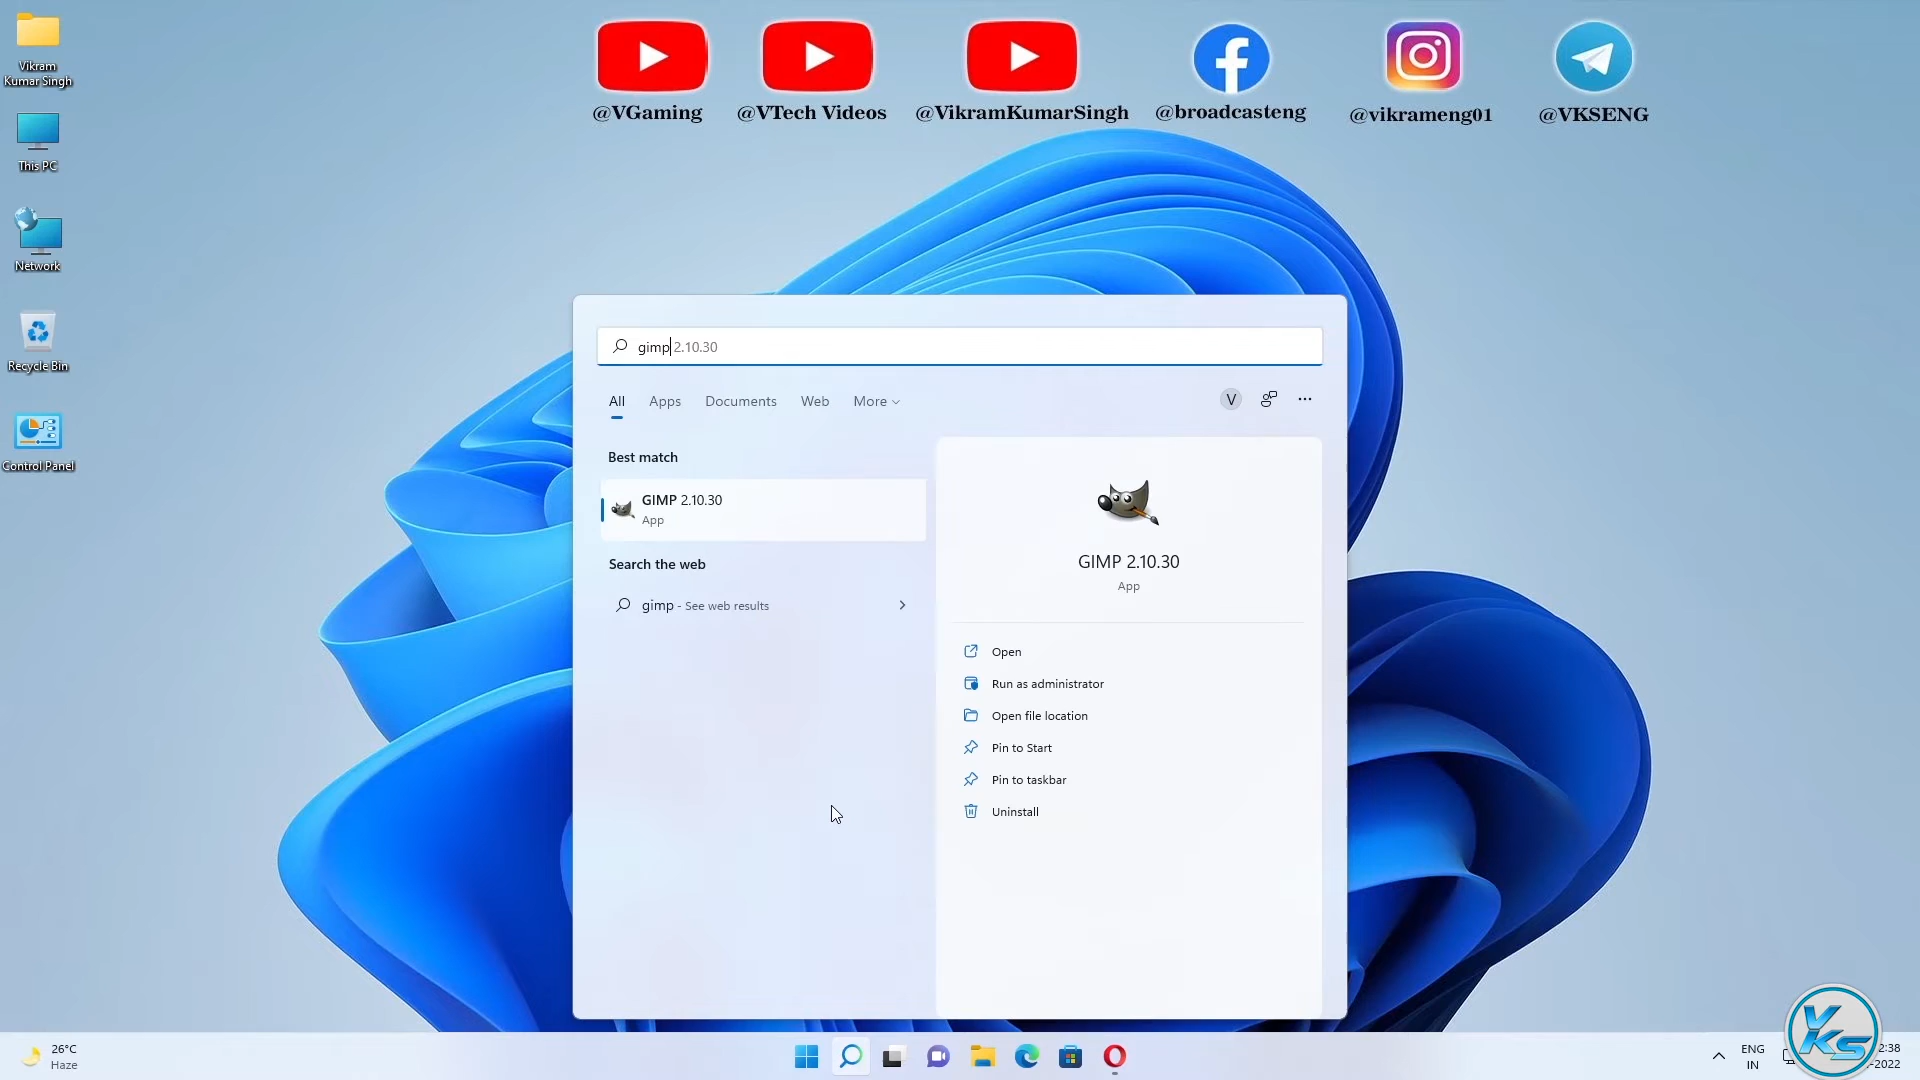 Vikram
Kumar Singh
This PC
Network
Recycle Bin
Control Panel
@VGaming
@VTech Videos
@VikramKumarSingh
@broadcasteng
@vikrameng01
@VKSENG
gimp 2.10.30
All
Apps
Documents
Web
More
V
Best match
GIMP 2.10.30
App
Search the web
gimp - See web results
GIMP 2.10.30
App
Open
Run as administrator
Open file location
Pin to Start
Pin to taskbar
Uninstall
26°C
Haze
ENG
IN
2:38
-2022
VKS